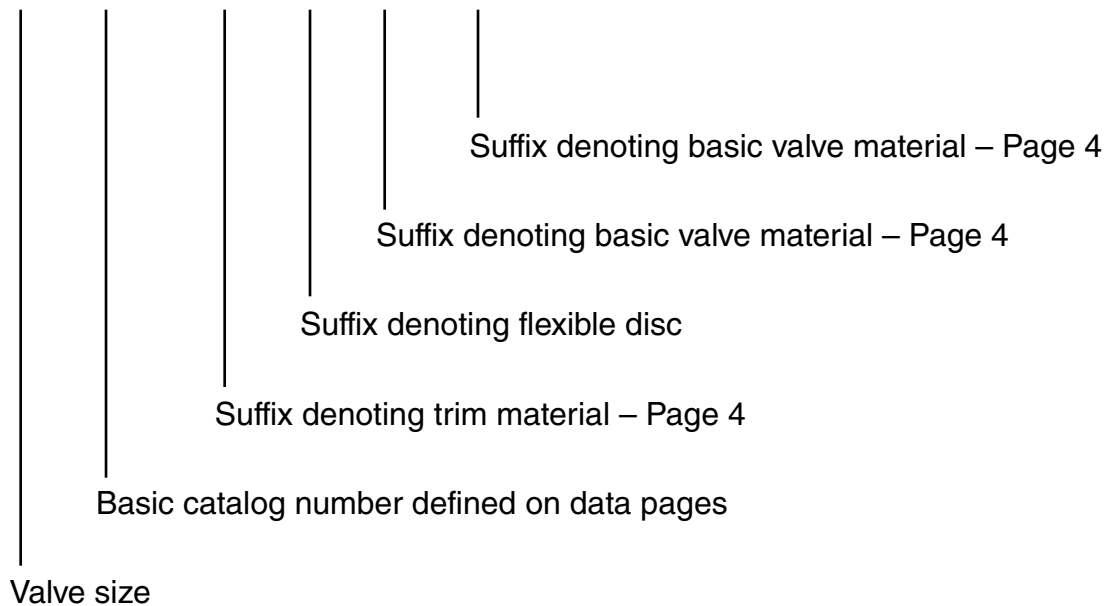 Suffix denoting basic valve material – Page 4
Suffix denoting basic valve material – Page 4
Suffix denoting flexible disc
Suffix denoting trim material – Page 4
Basic catalog number defined on data pages
Valve size